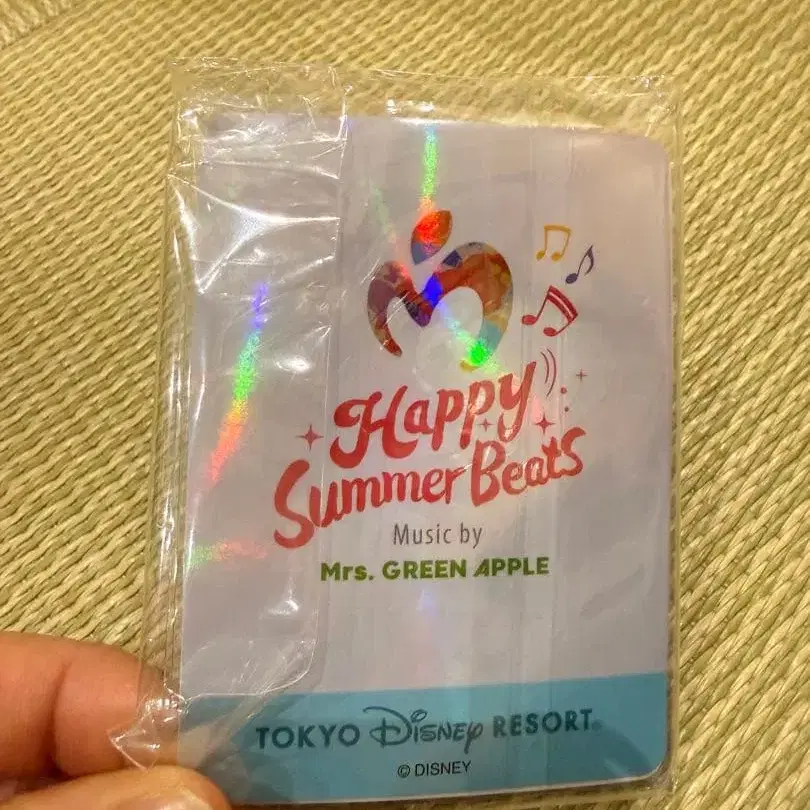 Happy
Summer Beats
Music by
Mrs. GREEN APPLE
TOKYO Disney RESORT®
© DISNEY